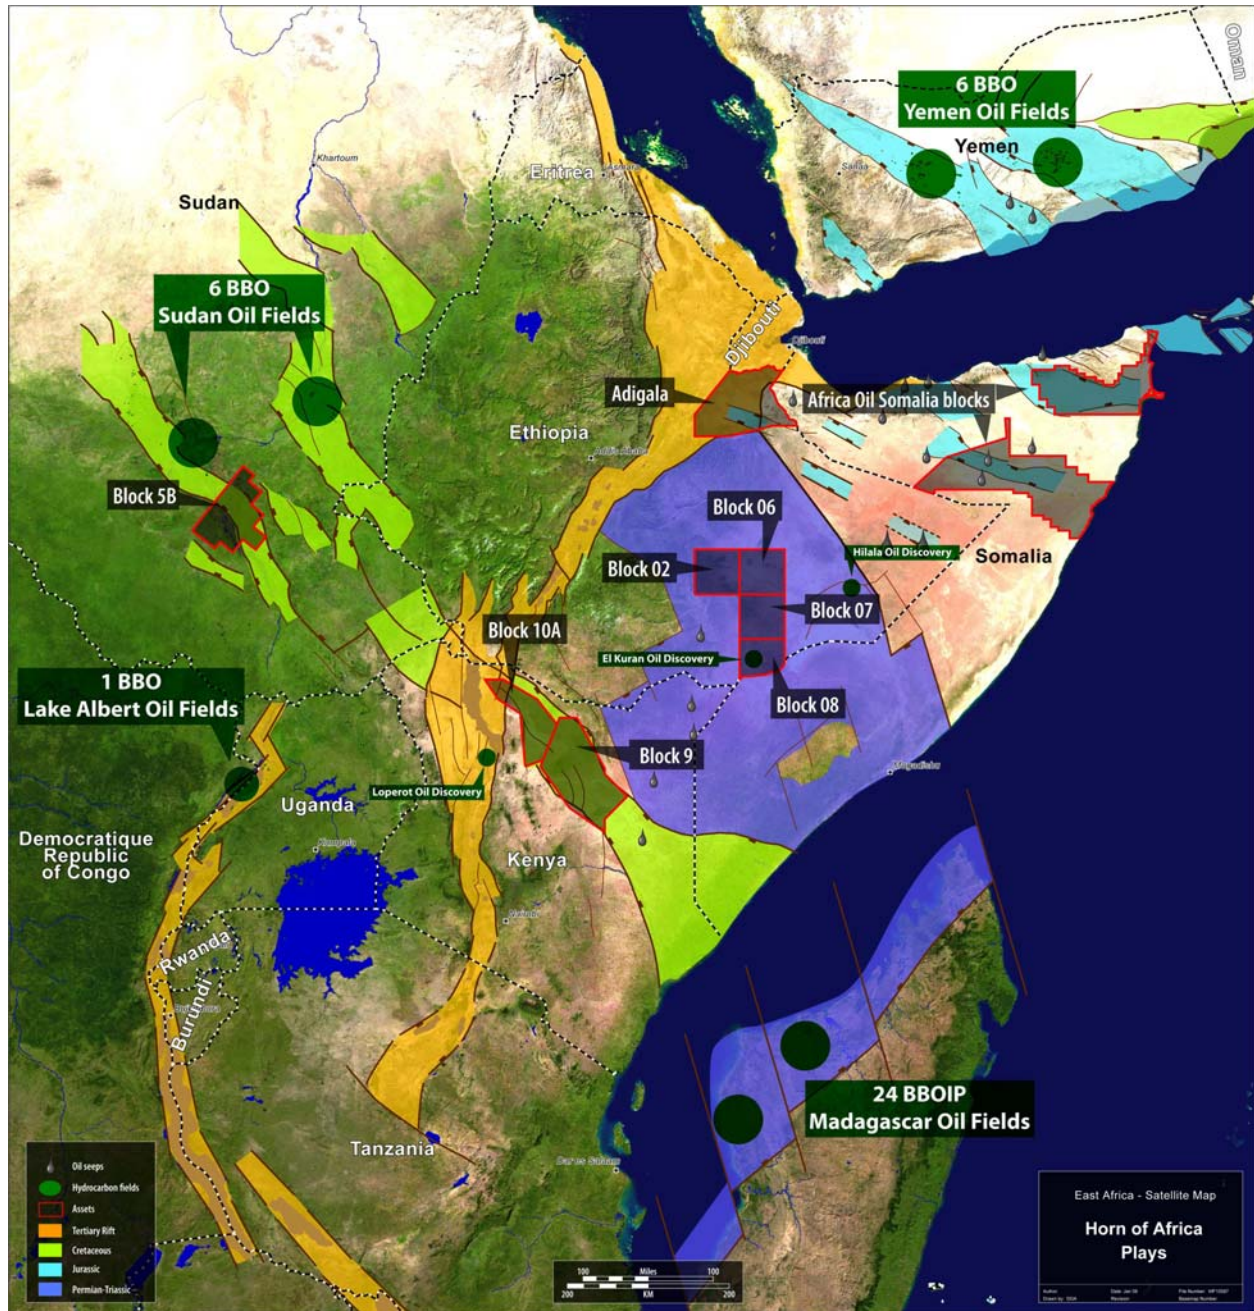 Oman
6 BBO
Yemen Oil Fields
Yemen
Sanaa
Khartoum
Eritrea
Asmara
Sudan
6 BBO
Sudan Oil Fields
Djibouti
Djibouti
Adigala
Africa Oil Somalia blocks
Ethiopia
Addis Ababa
Block 5B
Block 06
Hilala Oil Discovery
Somalia
Block 02
Block 07
Block 10A
El Kuran Oil Discovery
1 BBO
Lake Albert Oil Fields
Block 08
Block 9
Mogadishu
Loperot Oil Discovery
Uganda
Democratique
Republic
of Congo
Kampala
Kenya
Nairobi
Rwanda
Burundi
Bujumbura
24 BBOIP
Madagascar Oil Fields
Tanzania
Dar es Salaam
Oil seeps
Hydrocarbon fields
Assets
Tertiary Rift
Cretaceous
Jurassic
Permian-Triassic
100 Miles 100
200 KM 200
East Africa - Satellite Map
Horn of Africa
Plays